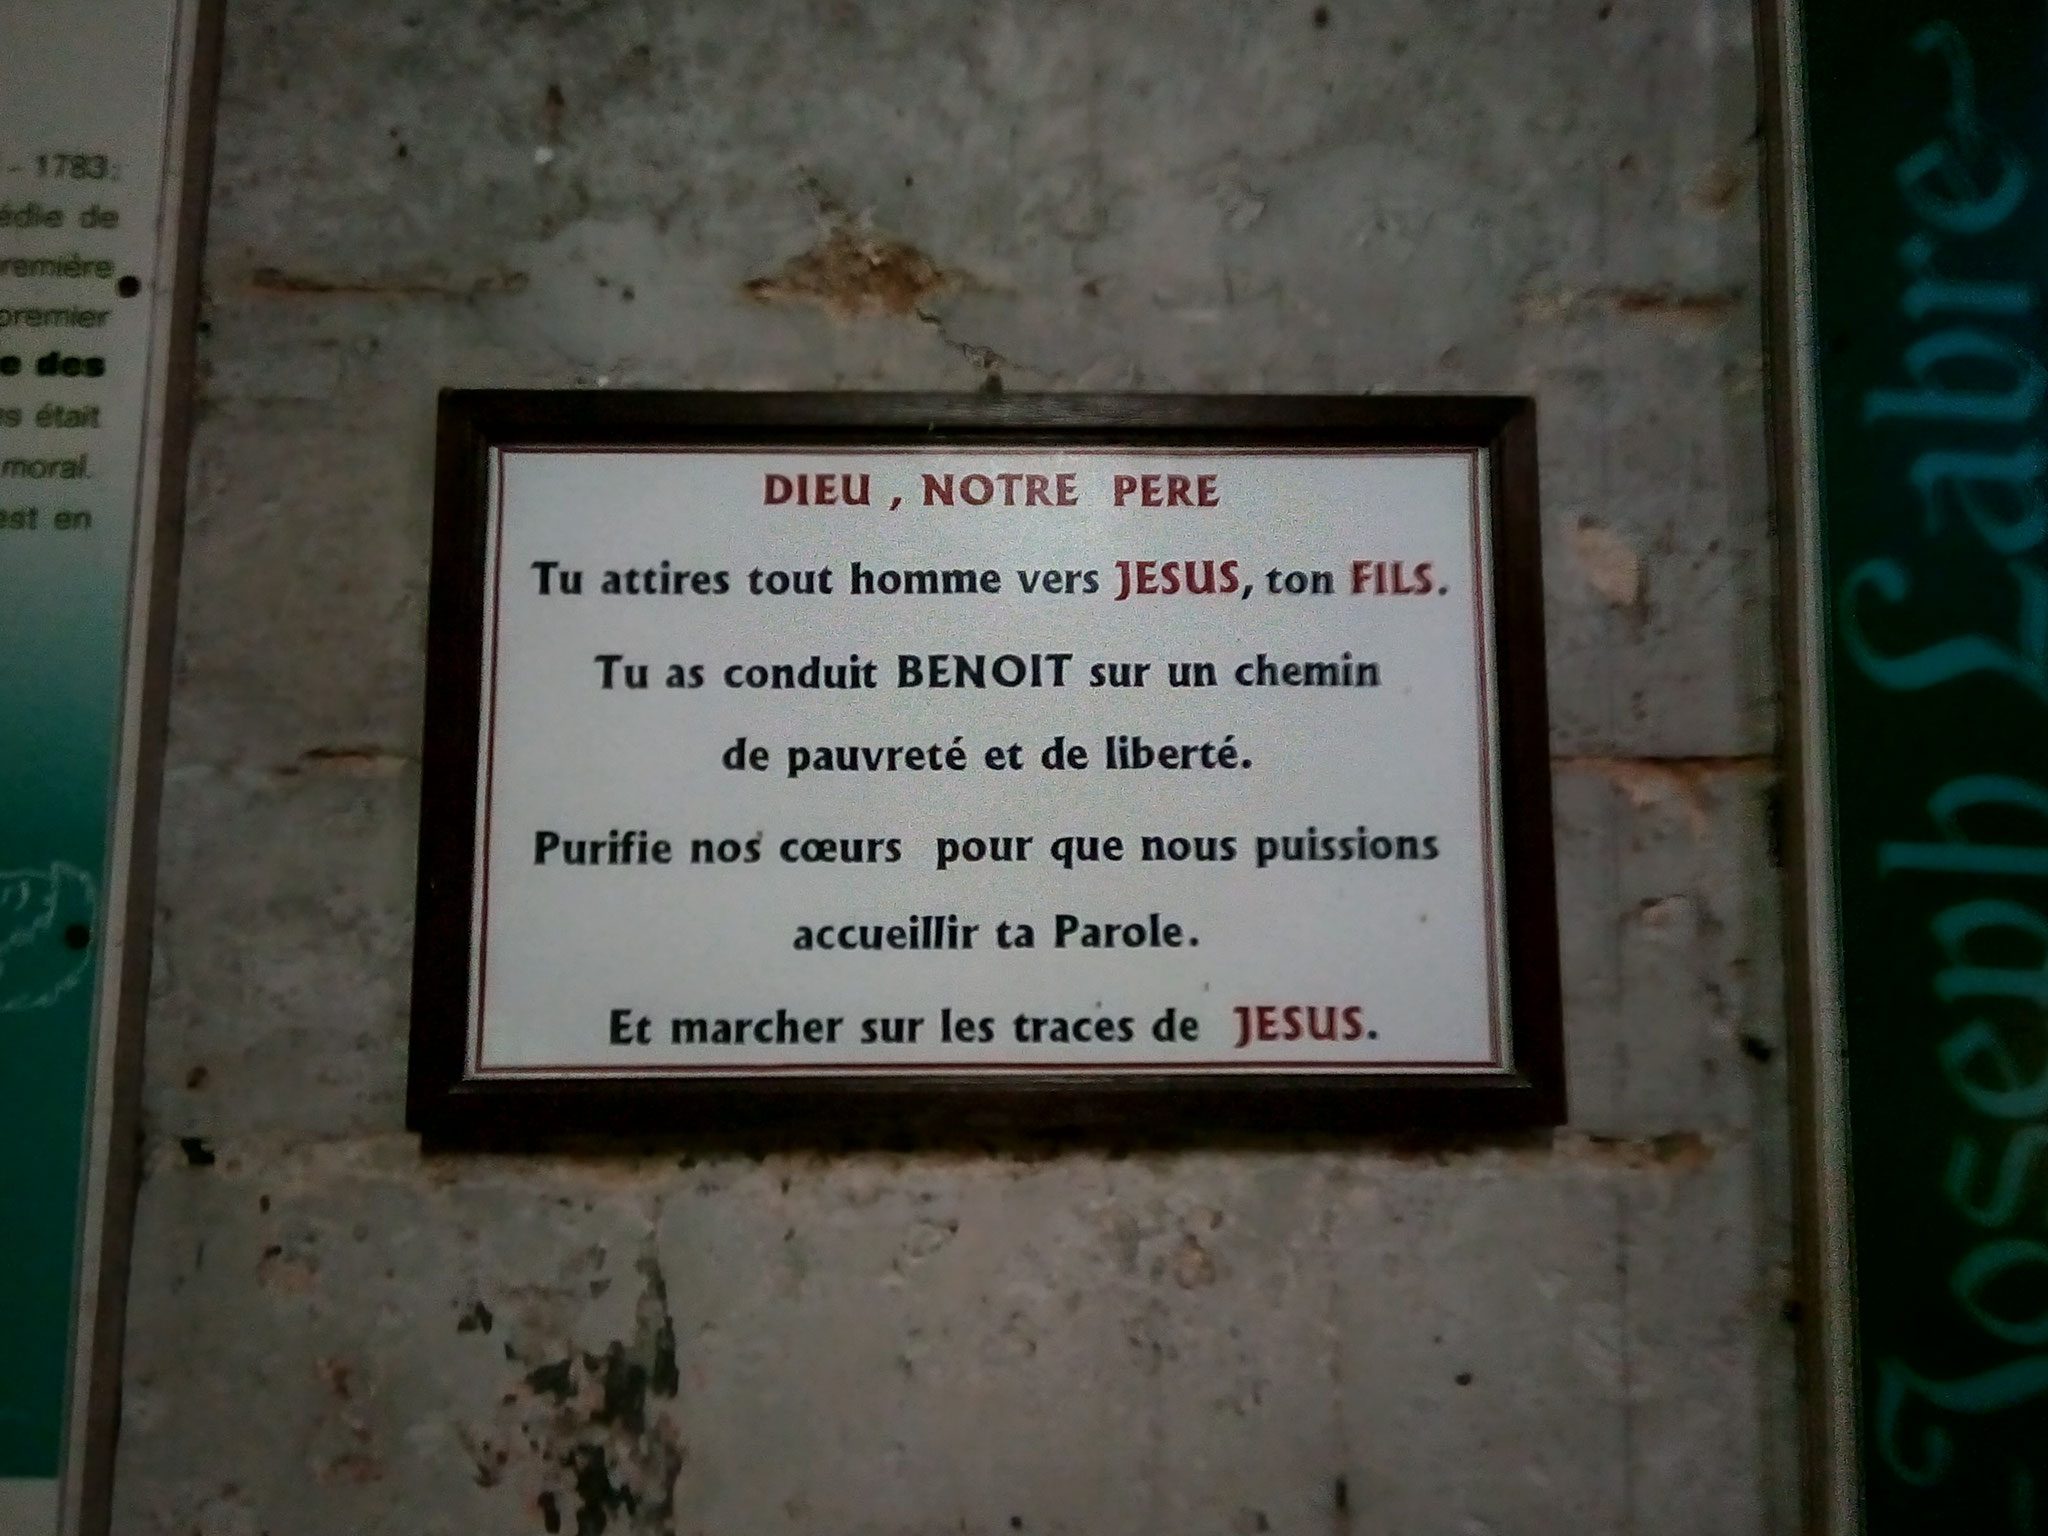 - 1783:
de
première
premier
des
était
moral.
est en
DIEU , NOTRE PERE
Tu attires tout homme vers JESUS, ton FILS.
Tu as conduit BENOIT sur un chemin
de pauvreté et de liberté.
Purifie nos cœurs pour que nous puissions
accueillir ta Parole.
Et marcher sur les traces de JESUS.
Joseph Labre